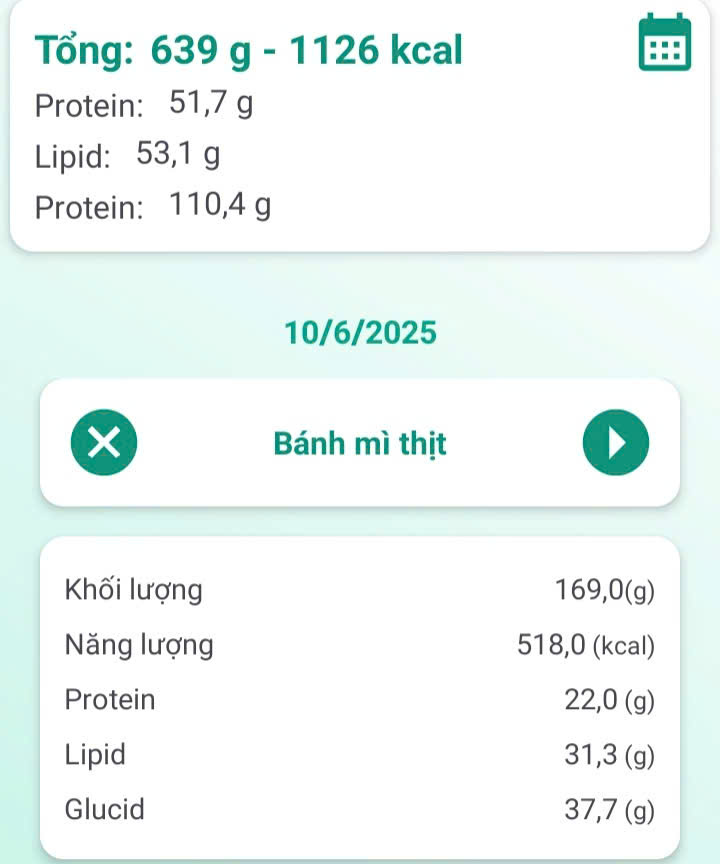 Tổng: 639 g - 1126 kcal
Protein: 51,7 g
Lipid: 53,1 g
Protein: 110,4 g
10/6/2025
Bánh mì thịt
Khối lượng 169,0(g)
Năng lượng 518,0 (kcal)
Protein 22,0 (g)
Lipid 31,3 (g)
Glucid 37,7 (g)